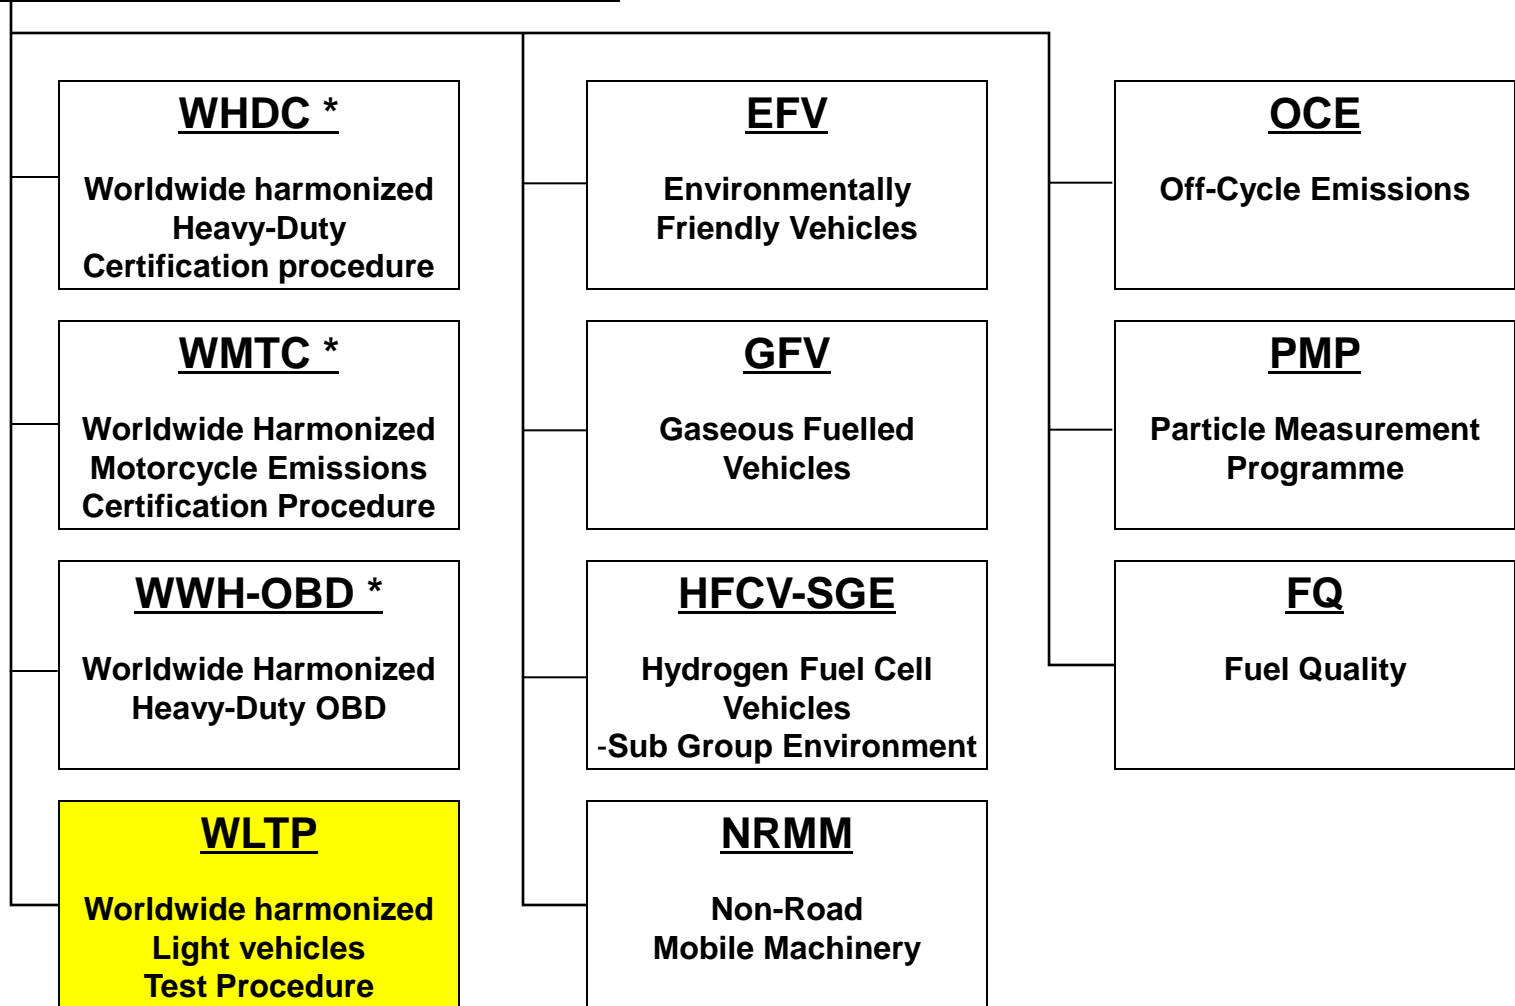 WHDC *
Worldwide harmonized
Heavy-Duty
Certification procedure
WMTC *
Worldwide Harmonized
Motorcycle Emissions
Certification Procedure
WWH-OBD *
Worldwide Harmonized
Heavy-Duty OBD
WLTP
Worldwide harmonized
Light vehicles
Test Procedure
EFV
Environmentally
Friendly Vehicles
GFV
Gaseous Fuelled
Vehicles
HFCV-SGE
Hydrogen Fuel Cell
Vehicles
-Sub Group Environment
NRMM
Non-Road
Mobile Machinery
OCE
Off-Cycle Emissions
PMP
Particle Measurement
Programme
FQ
Fuel Quality